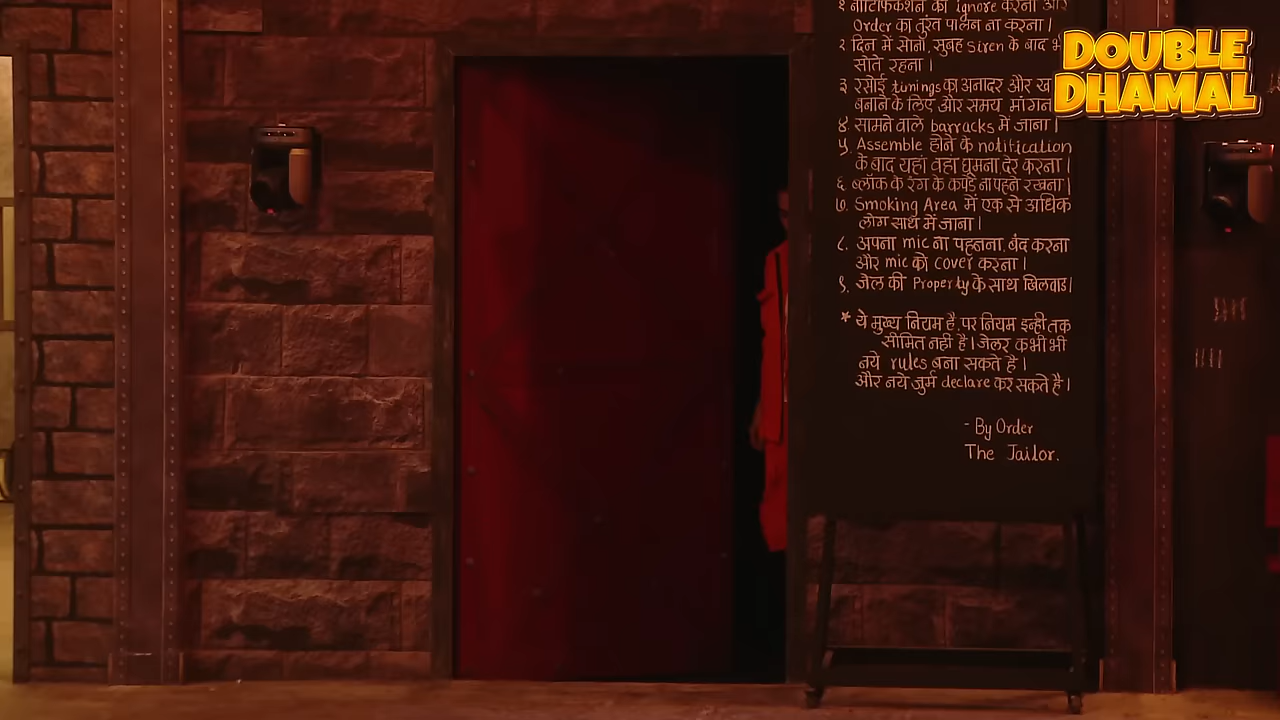 १ नोटिफिकेशन को ignore करना और
Order का तुरंत पालन ना करना।
२ दिन में सोना, सुबह Siren के बाद भी
सोते रहना।
३ रसोई timings का अनादर और
बनाने के लिए और समय मांगना
४. सामने वाले barracks में जाना।
५. Assemble होने के notification
के बाद यहां वहां घूमना, देर करना।
६ ब्लॉक के रंग के कपड़े ना पहने रखना।
७. Smoking Area में एक से अधिक
लोग साथ में जाना।
८. अपना mic ना पहनना, बंद करना
और mic को cover करना।
९. जेल की Property के साथ खिलवाड।
* ये मुख्य नियम है, पर नियम इन्ही तक
सीमित नही है। जेलर कभी भी
नये rules बना सकते है।
और नये जुर्म declare कर सकते है।
- By Order
The Jailor.
DOUBLE
DHAMAL